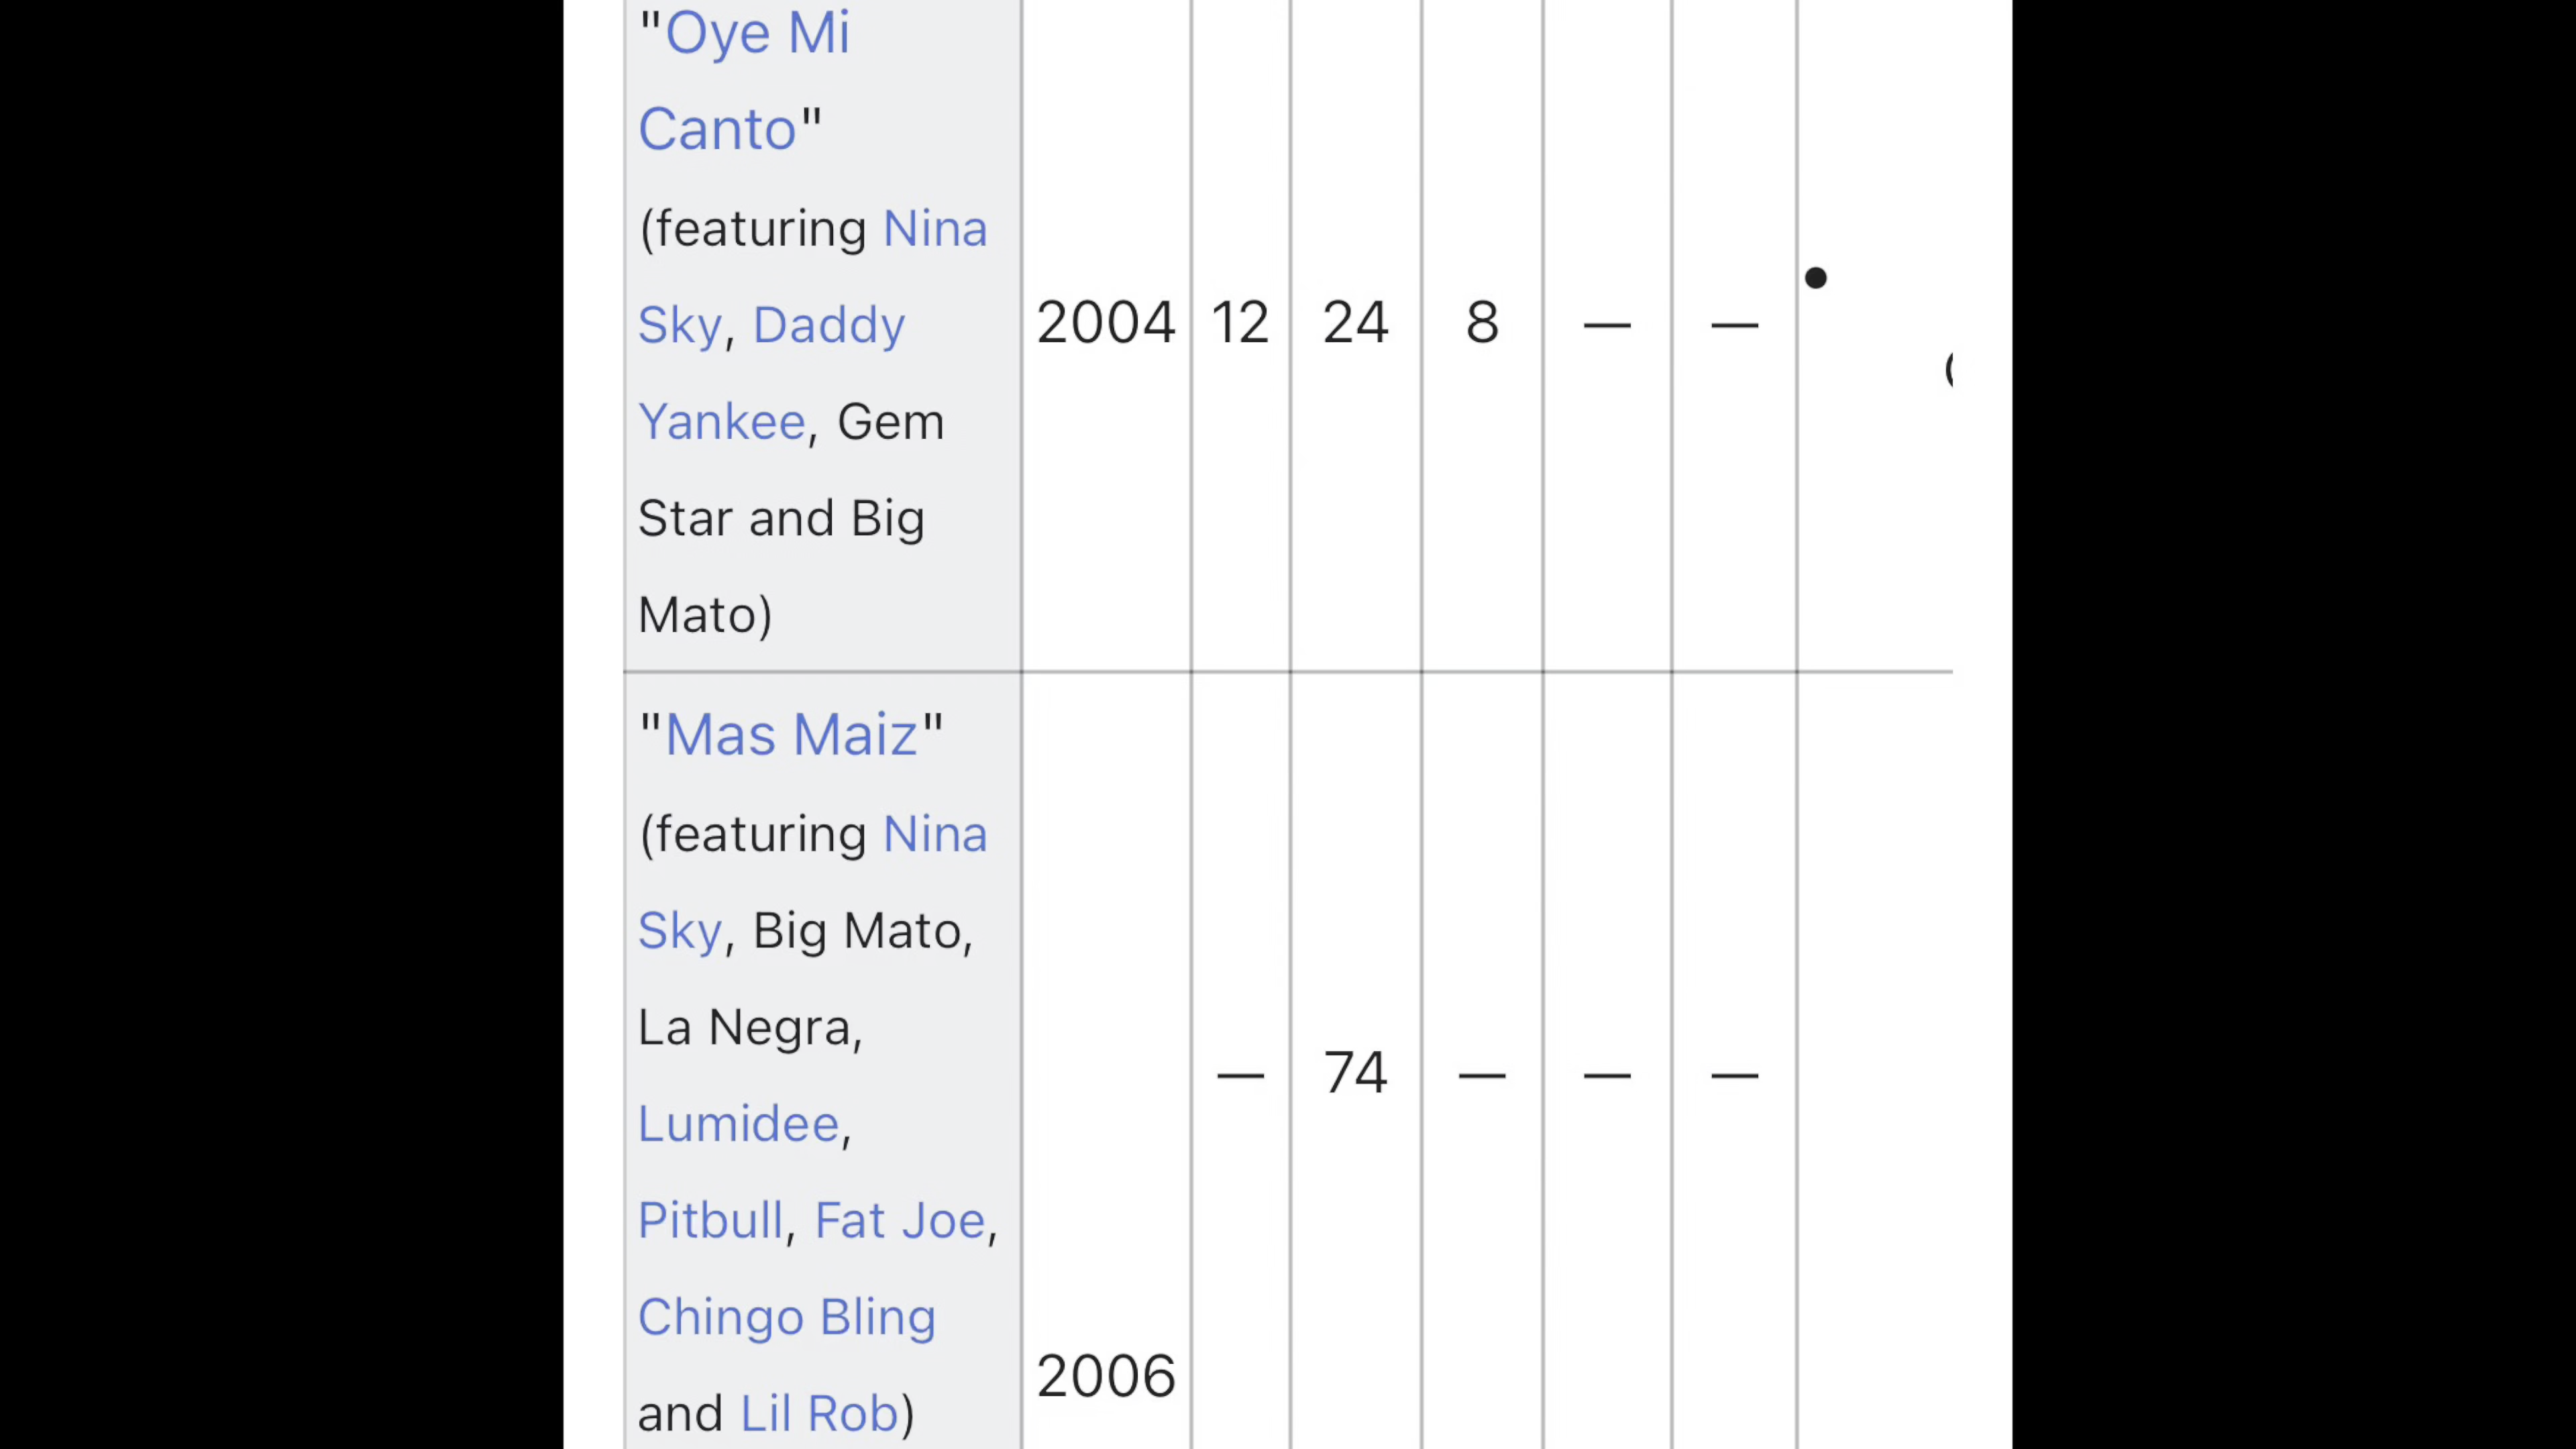 "Oye Mi
Canto"
(featuring Nina
Sky, Daddy
Yankee, Gem
Star and Big
Mato)
2004 12 24 8 — — •
"Mas Maiz"
(featuring Nina
Sky, Big Mato,
La Negra,
Lumidee,
Pitbull, Fat Joe,
Chingo Bling
and Lil Rob)
— 74 — — —
2006